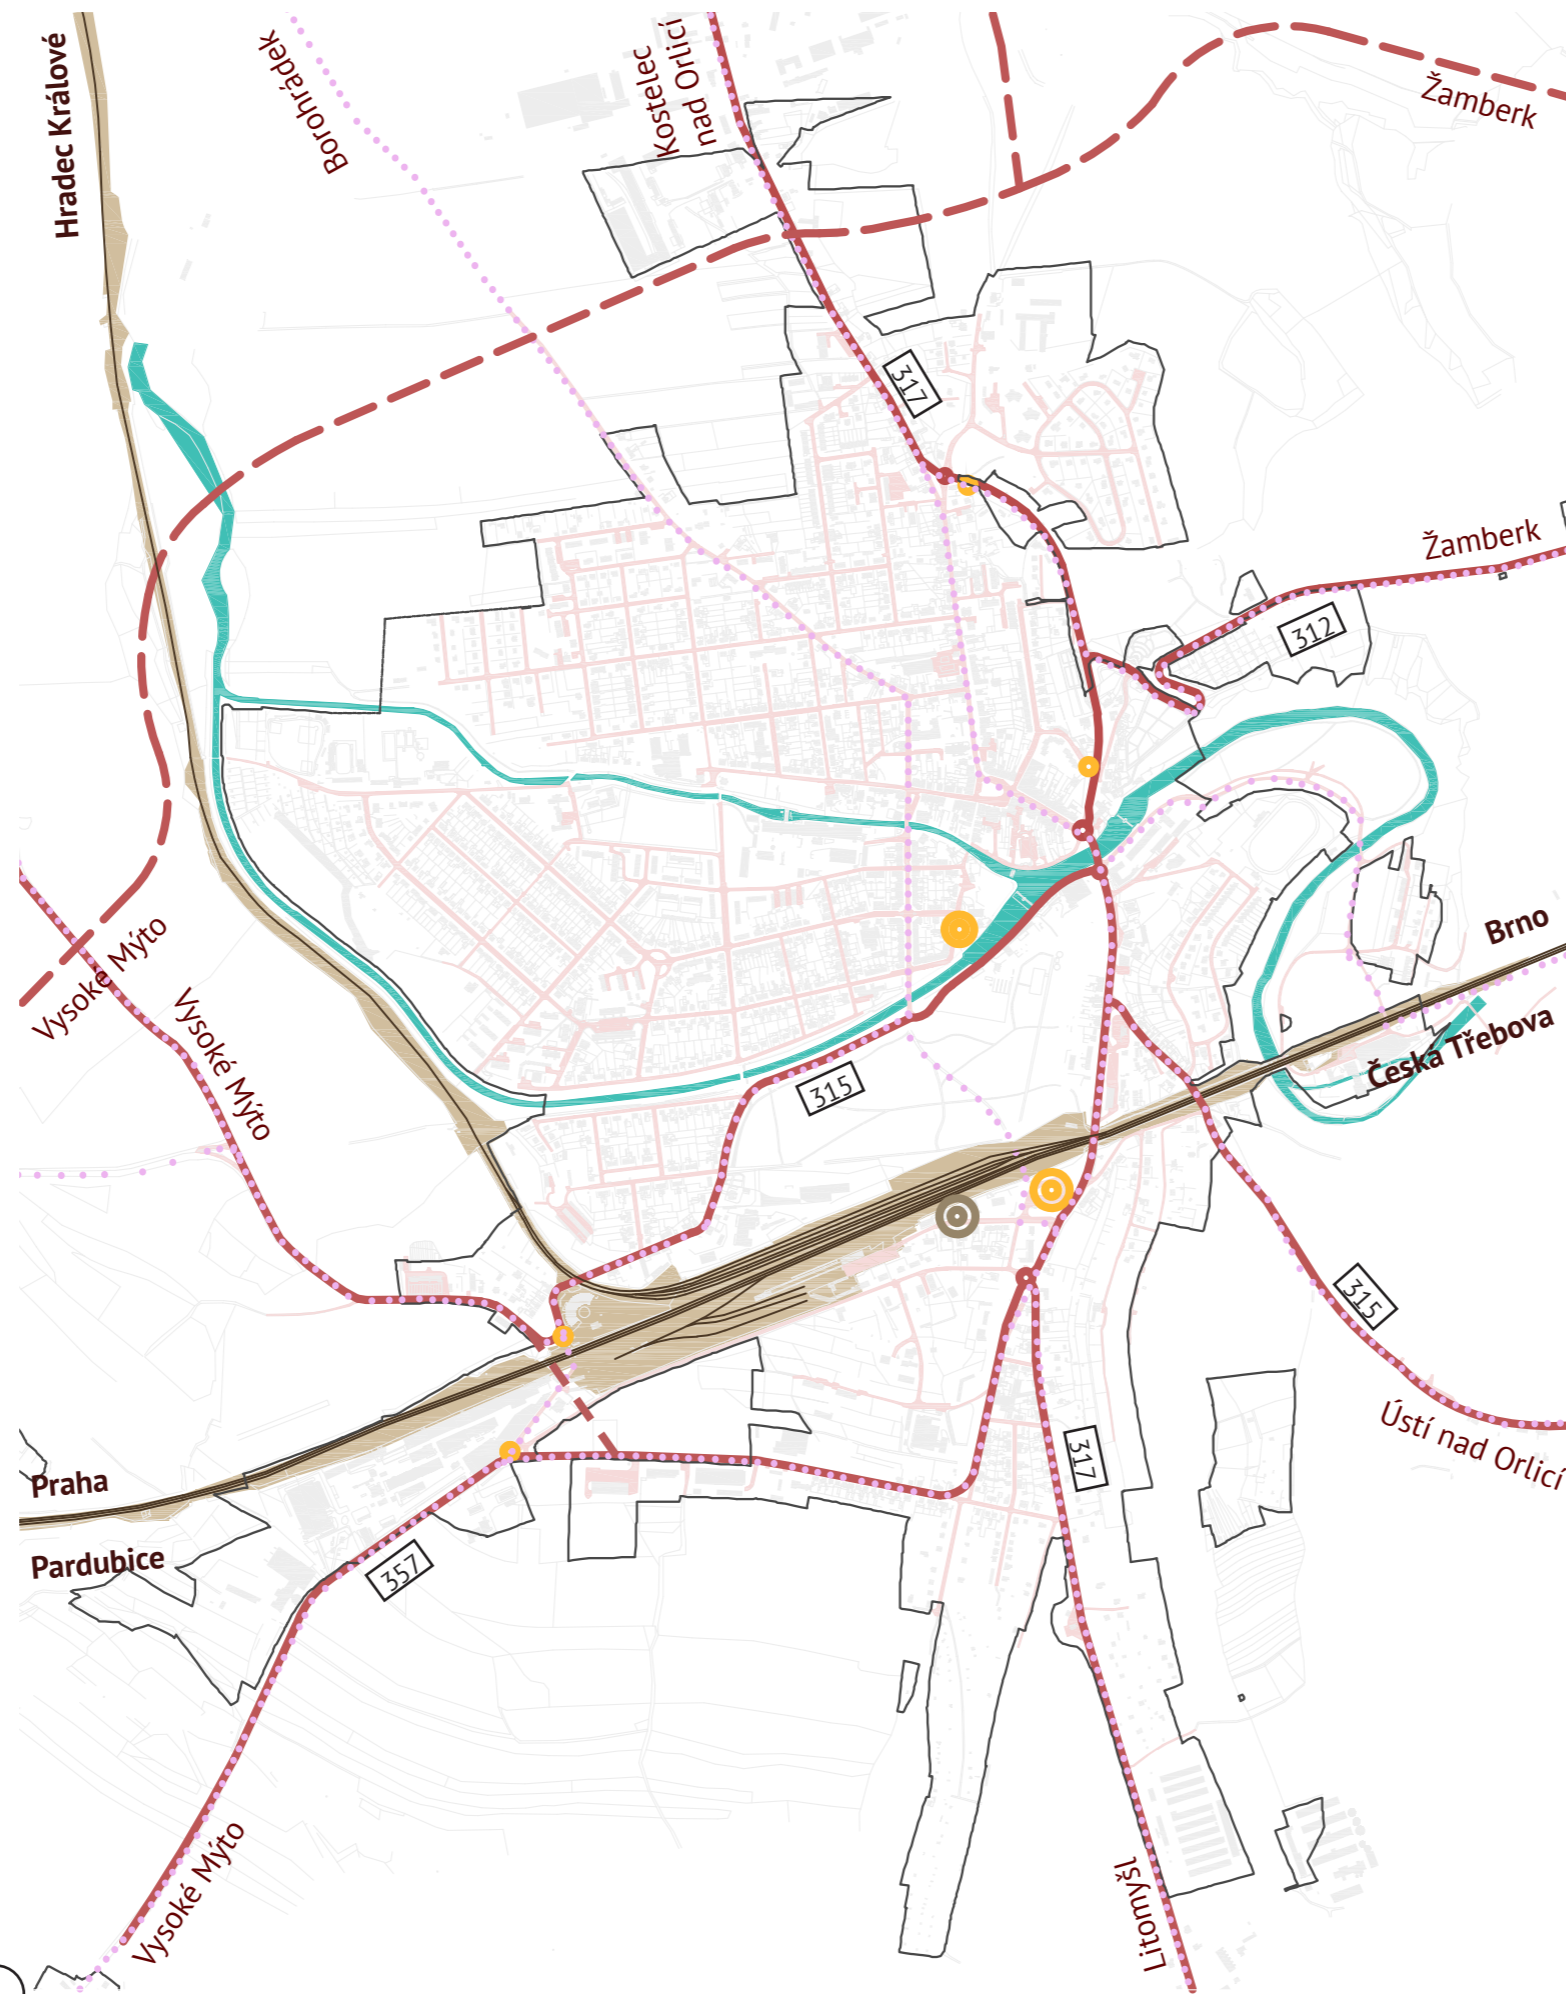 Hradec Králové
Borohrádek
Kostelec
nad Orlicí
Žamberk
317
Žamberk
312
Vysoké Mýto
Vysoké Mýto
Brno
Česká Třebova
315
315
Ústí nad Orlicí
317
Praha
Pardubice
357
Vysoké Mýto
Litomyšl